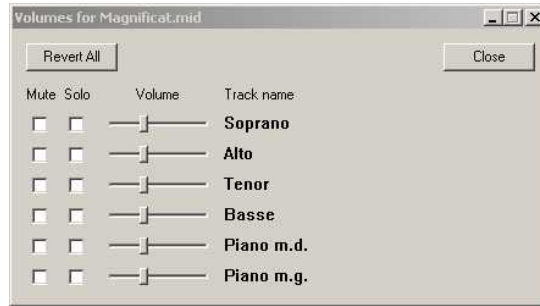 Volumes for Magnificat.mid
Revert All Close
Mute Solo Volume Track name
Soprano
Alto
Tenor
Basse
Piano m.d.
Piano m.g.